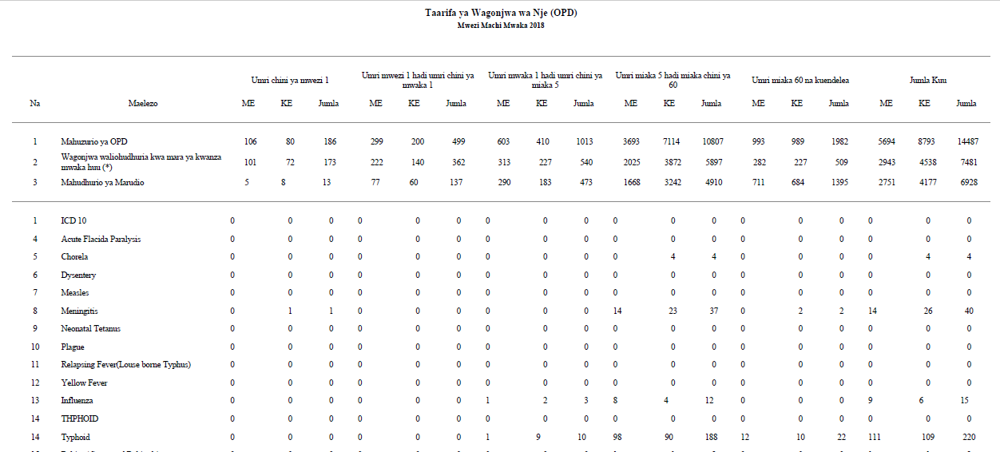 Taarifa ya Wagonjwa wa Nje (OPD)
Mwezi Machi Mwaka 2018
Umri chini ya mwezi 1 Umri mwezi 1 hadi umri chini ya mwaka 1 Umri mwaka 1 hadi umri chini ya miaka 5 Umri miaka 5 hadi miaka chini ya 60 Umri miaka 60 na kuendelea Jumla Kuu
Na Maelezo ME KE Jumla ME KE Jumla ME KE Jumla ME KE Jumla ME KE Jumla ME KE Jumla
1 Mahuzurio ya OPD 106 80 186 299 200 499 603 410 1013 3693 7114 10807 993 989 1982 5694 8793 14487
2 Wagonjwa waliohudhuria kwa mara ya kwanza mwaka huu (*) 101 72 173 222 140 362 313 227 540 2025 3872 5897 282 227 509 2943 4538 7481
3 Mahudhurio ya Marudio 5 8 13 77 60 137 290 183 473 1668 3242 4910 711 684 1395 2751 4177 6928
1 ICD 10 0 0 0 0 0 0 0 0 0 0 0 0 0 0 0 0 0 0
4 Acute Flacida Paralysis 0 0 0 0 0 0 0 0 0 0 0 0 0 0 0 0 0 0
5 Chorela 0 0 0 0 0 0 0 0 0 0 4 4 0 0 0 0 4 4
6 Dysentery 0 0 0 0 0 0 0 0 0 0 0 0 0 0 0 0 0 0
7 Measles 0 0 0 0 0 0 0 0 0 0 0 0 0 0 0 0 0 0
8 Meningitis 0 1 1 0 0 0 0 0 0 14 23 37 0 2 2 14 26 40
9 Neonatal Tetanus 0 0 0 0 0 0 0 0 0 0 0 0 0 0 0 0 0 0
10 Plague 0 0 0 0 0 0 0 0 0 0 0 0 0 0 0 0 0 0
11 Relapsing Fever(Louse borne Typhus) 0 0 0 0 0 0 0 0 0 0 0 0 0 0 0 0 0 0
12 Yellow Fever 0 0 0 0 0 0 0 0 0 0 0 0 0 0 0 0 0 0
13 Influenza 0 0 0 0 0 0 1 2 3 8 4 12 0 0 0 9 6 15
14 THPHOID 0 0 0 0 0 0 0 0 0 0 0 0 0 0 0 0 0 0
14 Typhoid 0 0 0 0 0 0 1 9 10 98 90 188 12 10 22 111 109 220